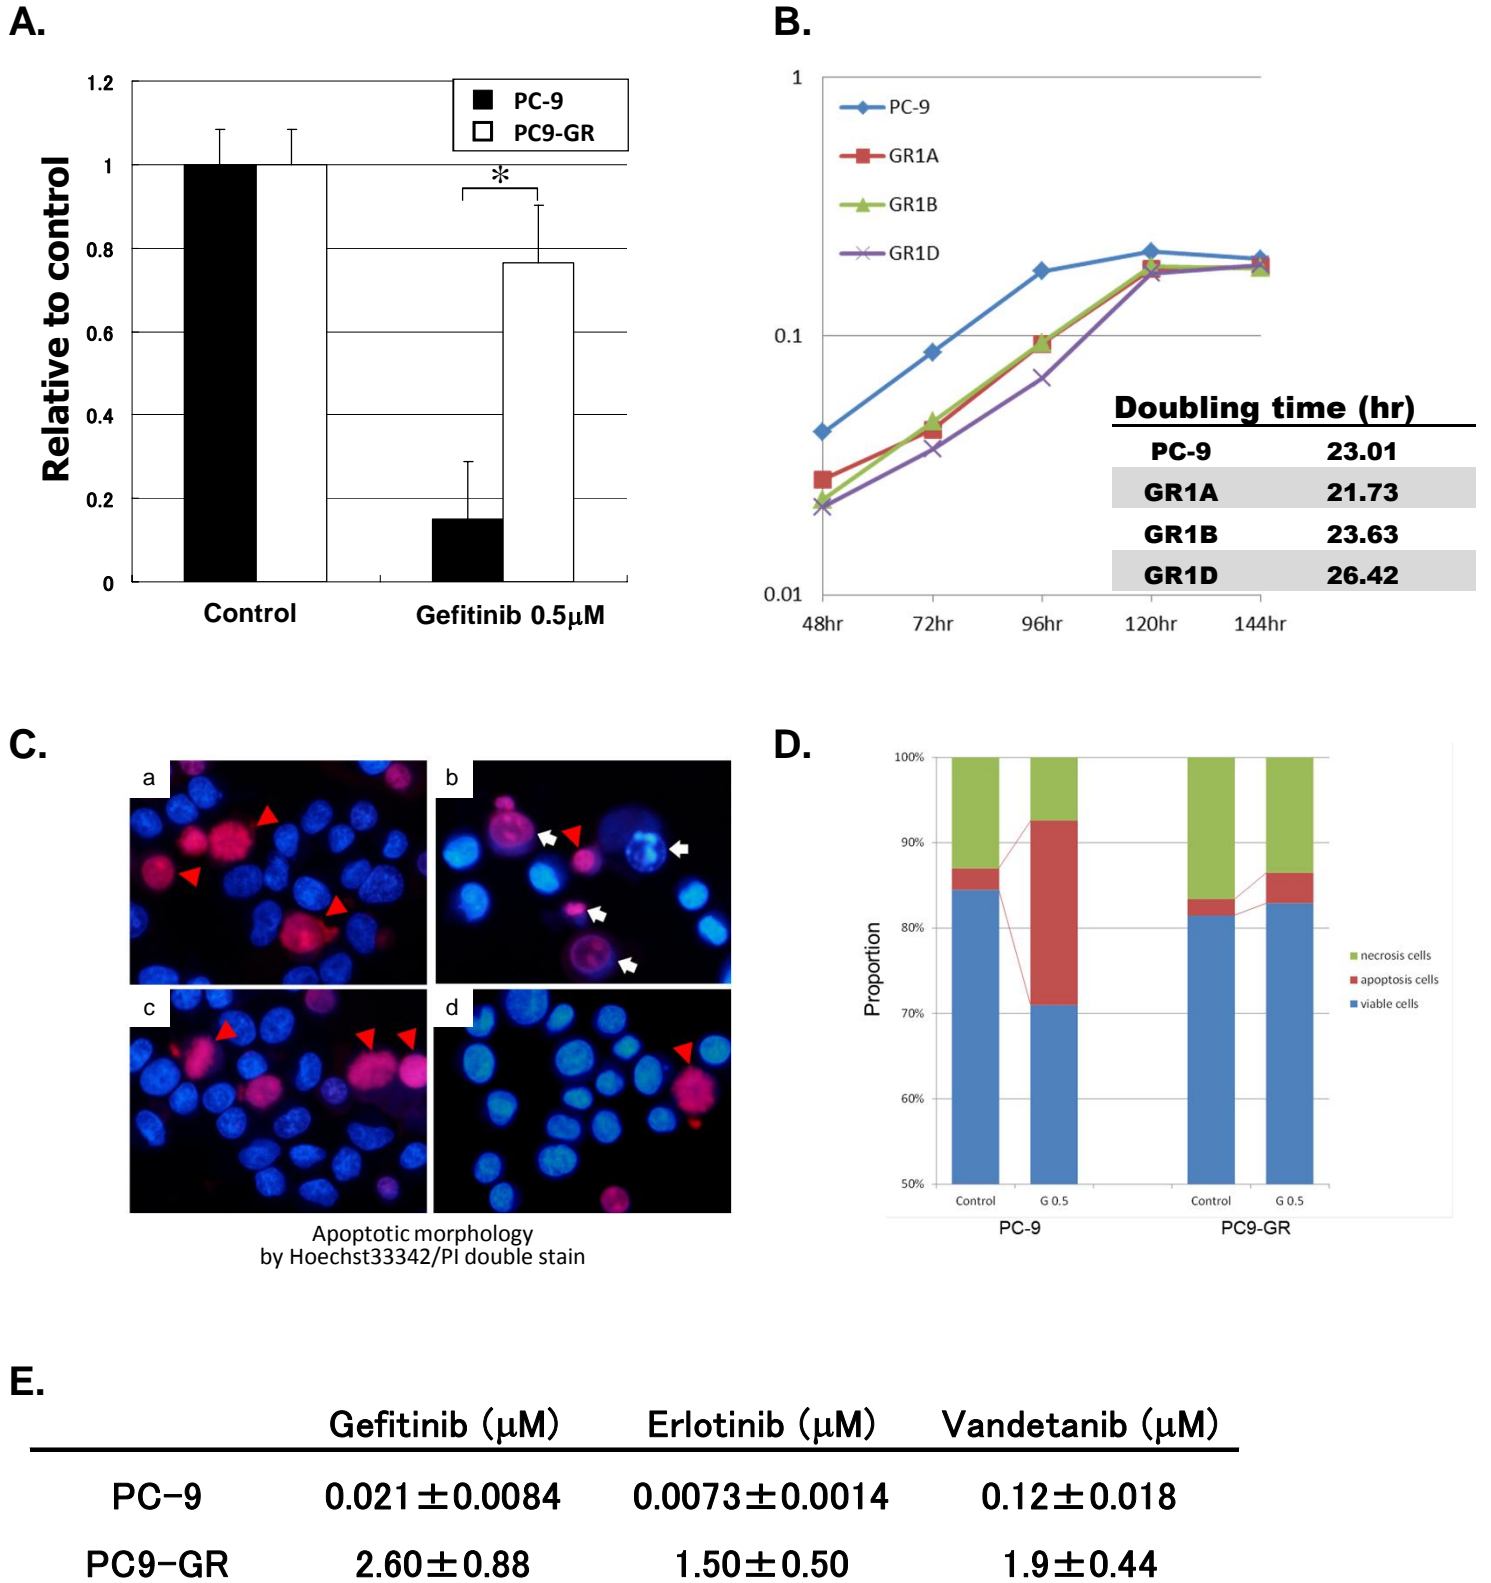 A.
1.2
1
0.8
0.6
0.4
0.2
0
Relative to control
PC-9
PC9-GR
*
Control
Gefitinib 0.5μM
B.
1
0.1
0.01
PC-9
GR1A
GR1B
GR1D
48hr 72hr 96hr 120hr 144hr
Doubling time (hr)
PC-9 23.01
GR1A 21.73
GR1B 23.63
GR1D 26.42
C.
a
b
c
d
Apoptotic morphology
by Hoechst33342/PI double stain
D.
100%
90%
80%
70%
60%
50%
Proportion
necrosis cells
apoptosis cells
viable cells
Control G 0.5 Control G 0.5
PC-9 PC9-GR
E.
Gefitinib (μM) Erlotinib (μM) Vandetanib (μM)
PC-9 0.021±0.0084 0.0073±0.0014 0.12±0.018
PC9-GR 2.60±0.88 1.50±0.50 1.9±0.44